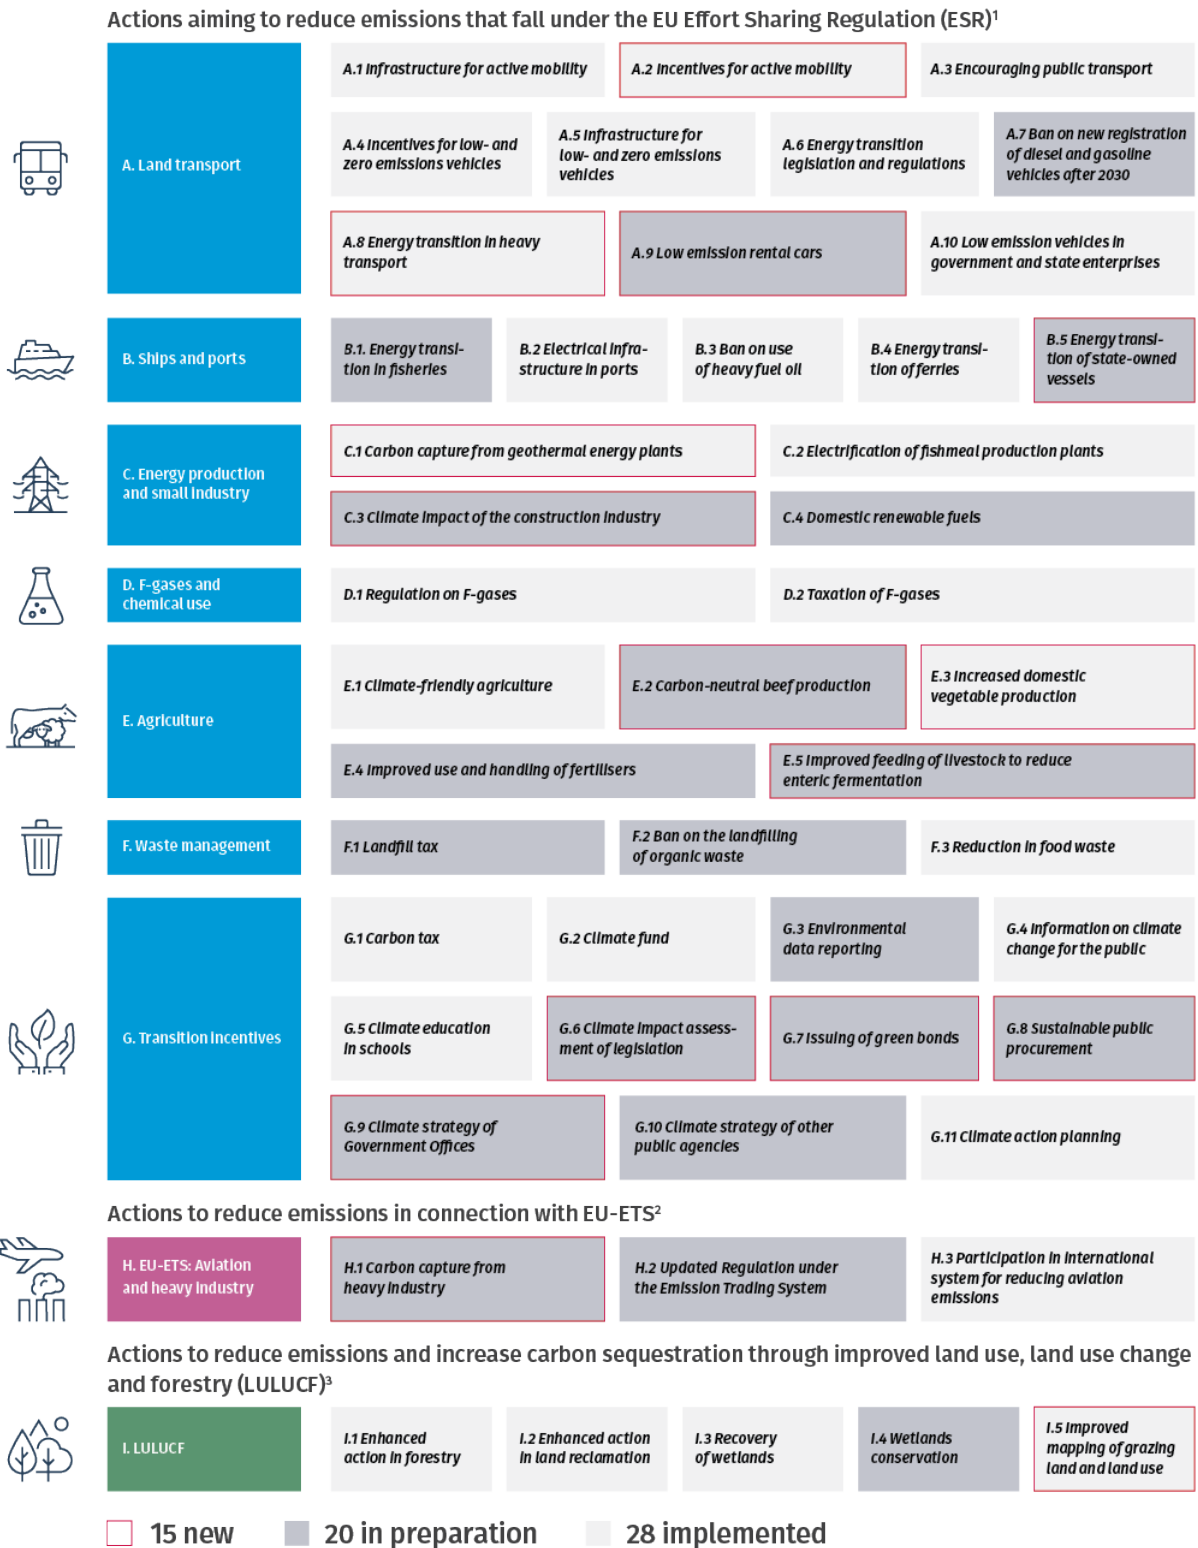 Actions aiming to reduce emissions that fall under the EU Effort Sharing Regulation (ESR)¹
A. Land transport
A.1 Infrastructure for active mobility
A.2 Incentives for active mobility
A.3 Encouraging public transport
A.4 Incentives for low- and
zero emissions vehicles
A.5 Infrastructure for
low- and zero emissions
vehicles
A.6 Energy transition
legislation and regulations
A.7 Ban on new registration
of diesel and gasoline
vehicles after 2030
A.8 Energy transition in heavy
transport
A.9 Low emission rental cars
A.10 Low emission vehicles in
government and state enterprises
B. Ships and ports
B.1. Energy transi-
tion in fisheries
B.2 Electrical infra-
structure in ports
B.3 Ban on use
of heavy fuel oil
B.4 Energy transi-
tion of ferries
B.5 Energy transi-
tion of state-owned
vessels
C. Energy production
and small industry
C.1 Carbon capture from geothermal energy plants
C.2 Electrification of fishmeal production plants
C.3 Climate impact of the construction industry
C.4 Domestic renewable fuels
D. F-gases and
chemical use
D.1 Regulation on F-gases
D.2 Taxation of F-gases
E. Agriculture
E.1 Climate-friendly agriculture
E.2 Carbon-neutral beef production
E.3 Increased domestic
vegetable production
E.4 Improved use and handling of fertilisers
E.5 Improved feeding of livestock to reduce
enteric fermentation
F. Waste management
F.1 Landfill tax
F.2 Ban on the landfilling
of organic waste
F.3 Reduction in food waste
G. Transition incentives
G.1 Carbon tax
G.2 Climate fund
G.3 Environmental
data reporting
G.4 Information on climate
change for the public
G.5 Climate education
in schools
G.6 Climate impact assess-
ment of legislation
G.7 Issuing of green bonds
G.8 Sustainable public
procurement
G.9 Climate strategy of
Government Offices
G.10 Climate strategy of other
public agencies
G.11 Climate action planning
Actions to reduce emissions in connection with EU-ETS²
H. EU-ETS: Aviation
and heavy industry
H.1 Carbon capture from
heavy industry
H.2 Updated Regulation under
the Emission Trading System
H.3 Participation in international
system for reducing aviation
emissions
Actions to reduce emissions and increase carbon sequestration through improved land use, land use change
and forestry (LULUCF)³
I. LULUCF
I.1 Enhanced
action in forestry
I.2 Enhanced action
in land reclamation
I.3 Recovery
of wetlands
I.4 Wetlands
conservation
I.5 Improved
mapping of grazing
land and land use
15 new
20 in preparation
28 implemented